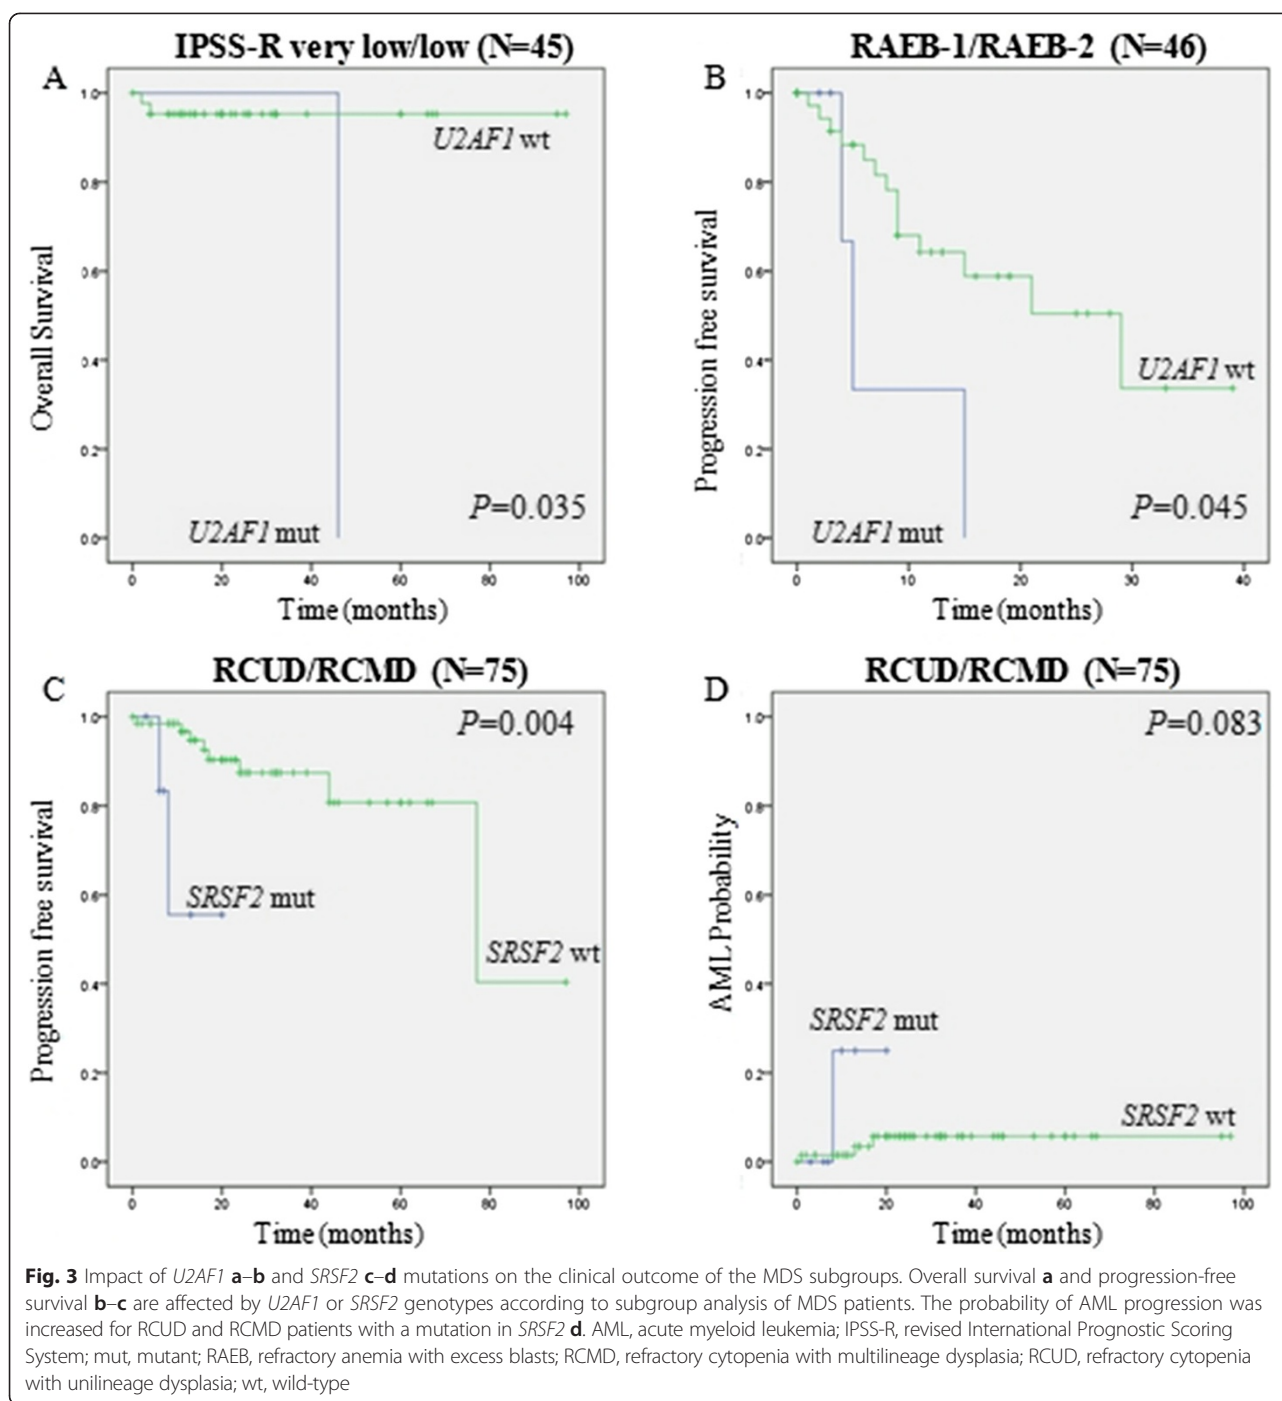 IPSS-R very low/low (N=45)
A
1.0
0.8
0.6
0.4
0.2
0.0
Overall Survival
U2AF1 wt
P=0.035
U2AF1 mut
0 20 40 60 80 100
Time (months)
RAEB-1/RAEB-2 (N=46)
B
1.0
0.8
0.6
0.4
0.2
0.0
Progression free survival
U2AF1 wt
P=0.045
U2AF1 mut
0 10 20 30 40
Time (months)
RCUD/RCMD (N=75)
C
P=0.004
1.0
0.8
0.6
0.4
0.2
0.0
Progression free survival
SRSF2 mut
SRSF2 wt
0 20 40 60 80 100
Time (months)
RCUD/RCMD (N=75)
D
P=0.083
1.0
0.8
0.6
0.4
0.2
0.0
AML Probability
SRSF2 mut
SRSF2 wt
0 20 40 60 80 100
Time (months)
Fig. 3 Impact of U2AF1 a–b and SRSF2 c–d mutations on the clinical outcome of the MDS subgroups. Overall survival a and progression-free
survival b–c are affected by U2AF1 or SRSF2 genotypes according to subgroup analysis of MDS patients. The probability of AML progression was
increased for RCUD and RCMD patients with a mutation in SRSF2 d. AML, acute myeloid leukemia; IPSS-R, revised International Prognostic Scoring
System; mut, mutant; RAEB, refractory anemia with excess blasts; RCMD, refractory cytopenia with multilineage dysplasia; RCUD, refractory cytopenia
with unilineage dysplasia; wt, wild-type